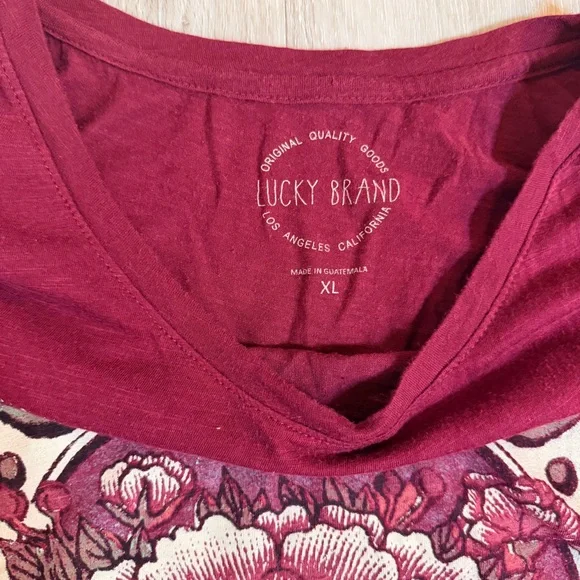 ORIGINAL QUALITY GOODS
LUCKY BRAND
LOS ANGELES CALIFORNIA
MADE IN GUATEMALA
XL